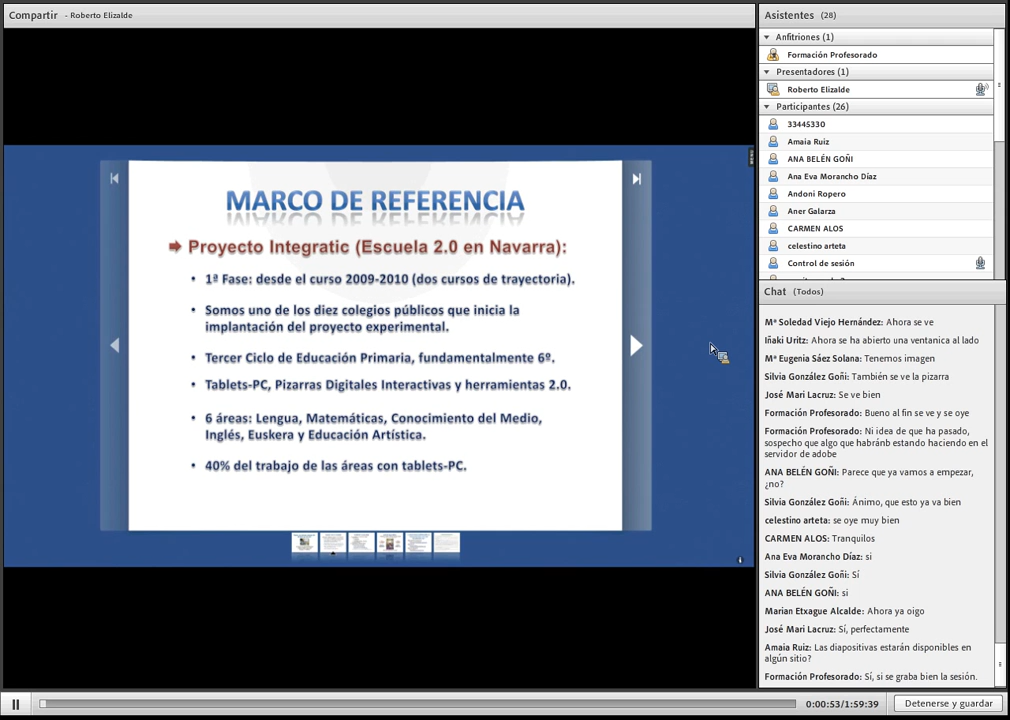 Compartir - Roberto Elizalde
MARCO DE REFERENCIA
Proyecto Integratic (Escuela 2.0 en Navarra):
• 1ª Fase: desde el curso 2009-2010 (dos cursos de trayectoria).
• Somos uno de los diez colegios públicos que inicia la
implantación del proyecto experimental.
• Tercer Ciclo de Educación Primaria, fundamentalmente 6º.
• Tablets-PC, Pizarras Digitales Interactivas y herramientas 2.0.
• 6 áreas: Lengua, Matemáticas, Conocimiento del Medio,
Inglés, Euskera y Educación Artística.
• 40% del trabajo de las áreas con tablets-PC.
Asistentes (28)
Anfitriones (1)
Formación Profesorado
Presentadores (1)
Roberto Elizalde
Participantes (26)
33445330
Amaia Ruiz
ANA BELÉN GOÑI
Ana Eva Morancho Díaz
Andoni Ropero
Aner Galarza
CARMEN ALOS
celestino arteta
Control de sesión
Chat (Todos)
Mª Soledad Viejo Hernández: Ahora se ve
Iñaki Uritz: Ahora se ha abierto una ventanica al lado
Mª Eugenia Sáez Solana: Tenemos imagen
Silvia González Goñi: También se ve la pizarra
José Mari Lacruz: Se ve bien
Formación Profesorado: Bueno al fin se ve y se oye
Formación Profesorado: Ni idea de que ha pasado,
sospecho que algo que habránb estando haciendo en el
servidor de adobe
ANA BELÉN GOÑI: Parece que ya vamos a empezar,
¿no?
Silvia González Goñi: Ánimo, que esto ya va bien
celestino arteta: se oye muy bien
CARMEN ALOS: Tranquilos
Ana Eva Morancho Díaz: si
Silvia González Goñi: Sí
ANA BELÉN GOÑI: si
Marian Etxague Alcalde: Ahora ya oigo
José Mari Lacruz: Sí, perfectamente
Amaia Ruiz: Las diapositivas estarán disponibles en
algún sitio?
Formación Profesorado: Sí, si se graba bien la sesión.
0:00:53/1:59:39
Detenerse y guardar